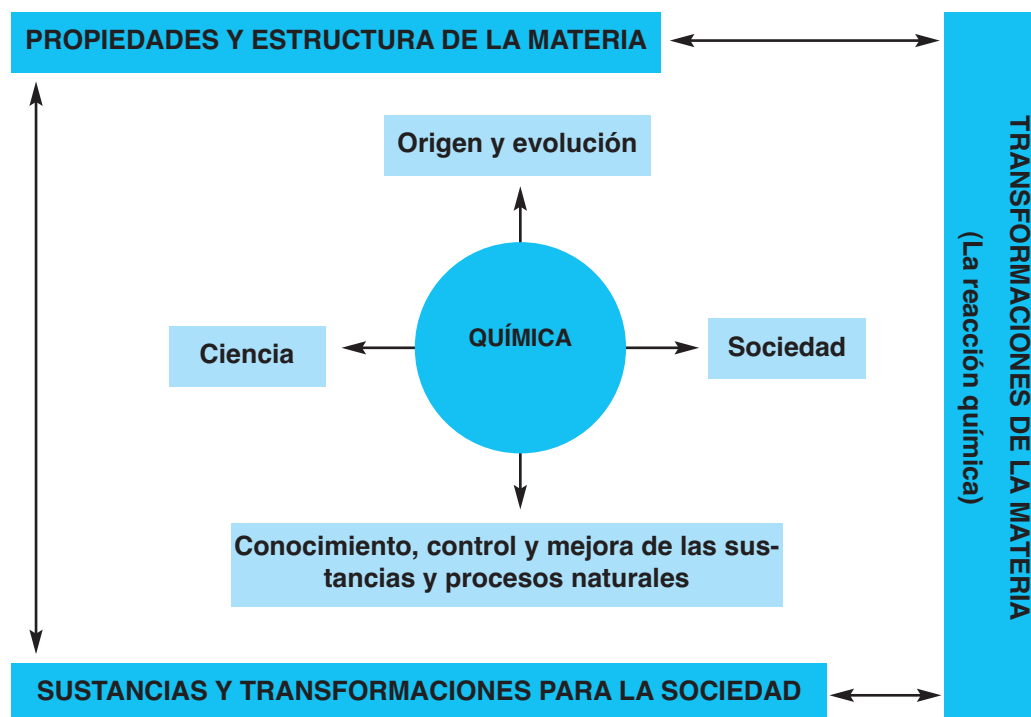 PROPIEDADES Y ESTRUCTURA DE LA MATERIA
Origen y evolución
QUÍMICA
Ciencia
Sociedad
Conocimiento, control y mejora de las sus-
tancias y procesos naturales
SUSTANCIAS Y TRANSFORMACIONES PARA LA SOCIEDAD
TRANSFORMACIONES DE LA MATERIA
(La reacción química)